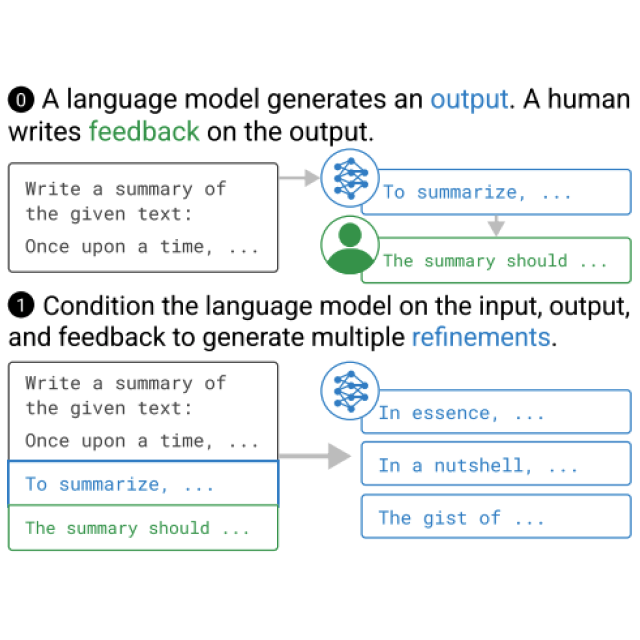 0 A language model generates an output. A human
writes feedback on the output.
Write a summary of
the given text:
Once upon a time, ...
To summarize, ...
The summary should ...
1 Condition the language model on the input, output,
and feedback to generate multiple refinements.
Write a summary of
the given text:
Once upon a time, ...
To summarize, ...
The summary should ...
In essence, ...
In a nutshell, ...
The gist of ...